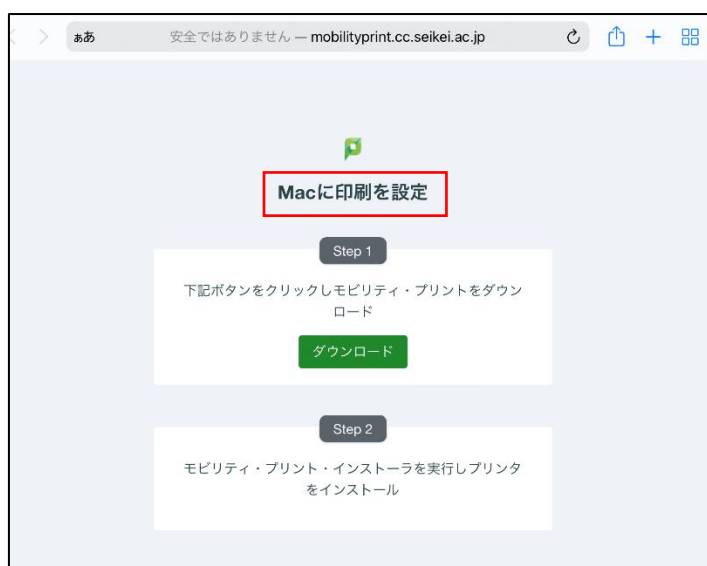 ぁあ 安全ではありません — mobilityprint.cc.seikei.ac.jp
Macに印刷を設定
Step 1
下記ボタンをクリックしモビリティ・プリントをダウン
ロード
ダウンロード
Step 2
モビリティ・プリント・インストーラを実行しプリンタ
をインストール